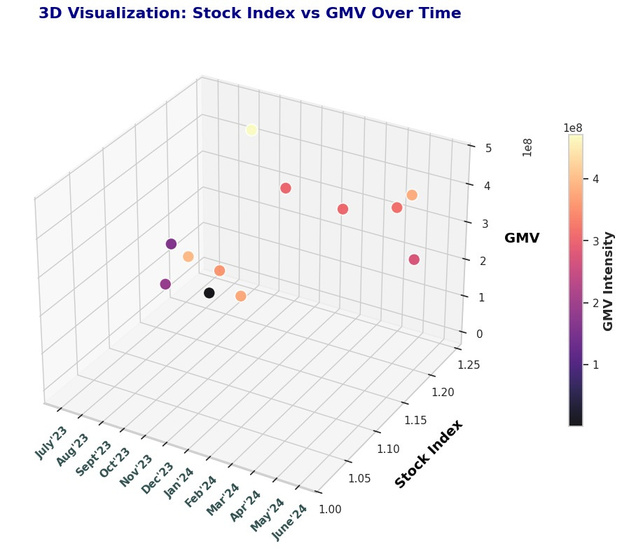 3D Visualization: Stock Index vs GMV Over Time
1e8
5
4
3
2
1
0
GMV
1.25
1.20
1.15
1.10
1.05
1.00
Stock Index
July'23
Aug'23
Sept'23
Oct'23
Nov'23
Dec'23
Jan'24
Feb'24
Mar'24
Apr'24
May'24
June'24
1e8
4
3
2
1
GMV Intensity